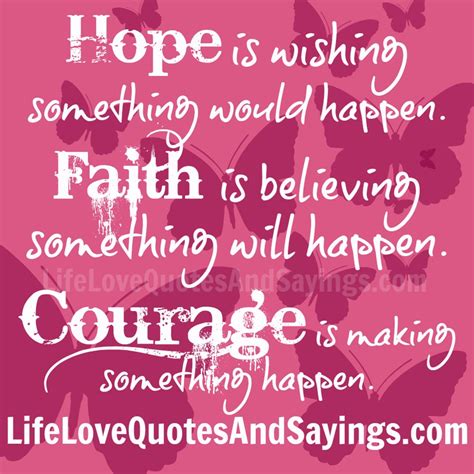 Hope is wishing
something would happen.
Faith is believing
something will happen.
LifeLoveQuotesAndSayings.com
Courage is making
something happen.
LifeLoveQuotesAndSayings.com